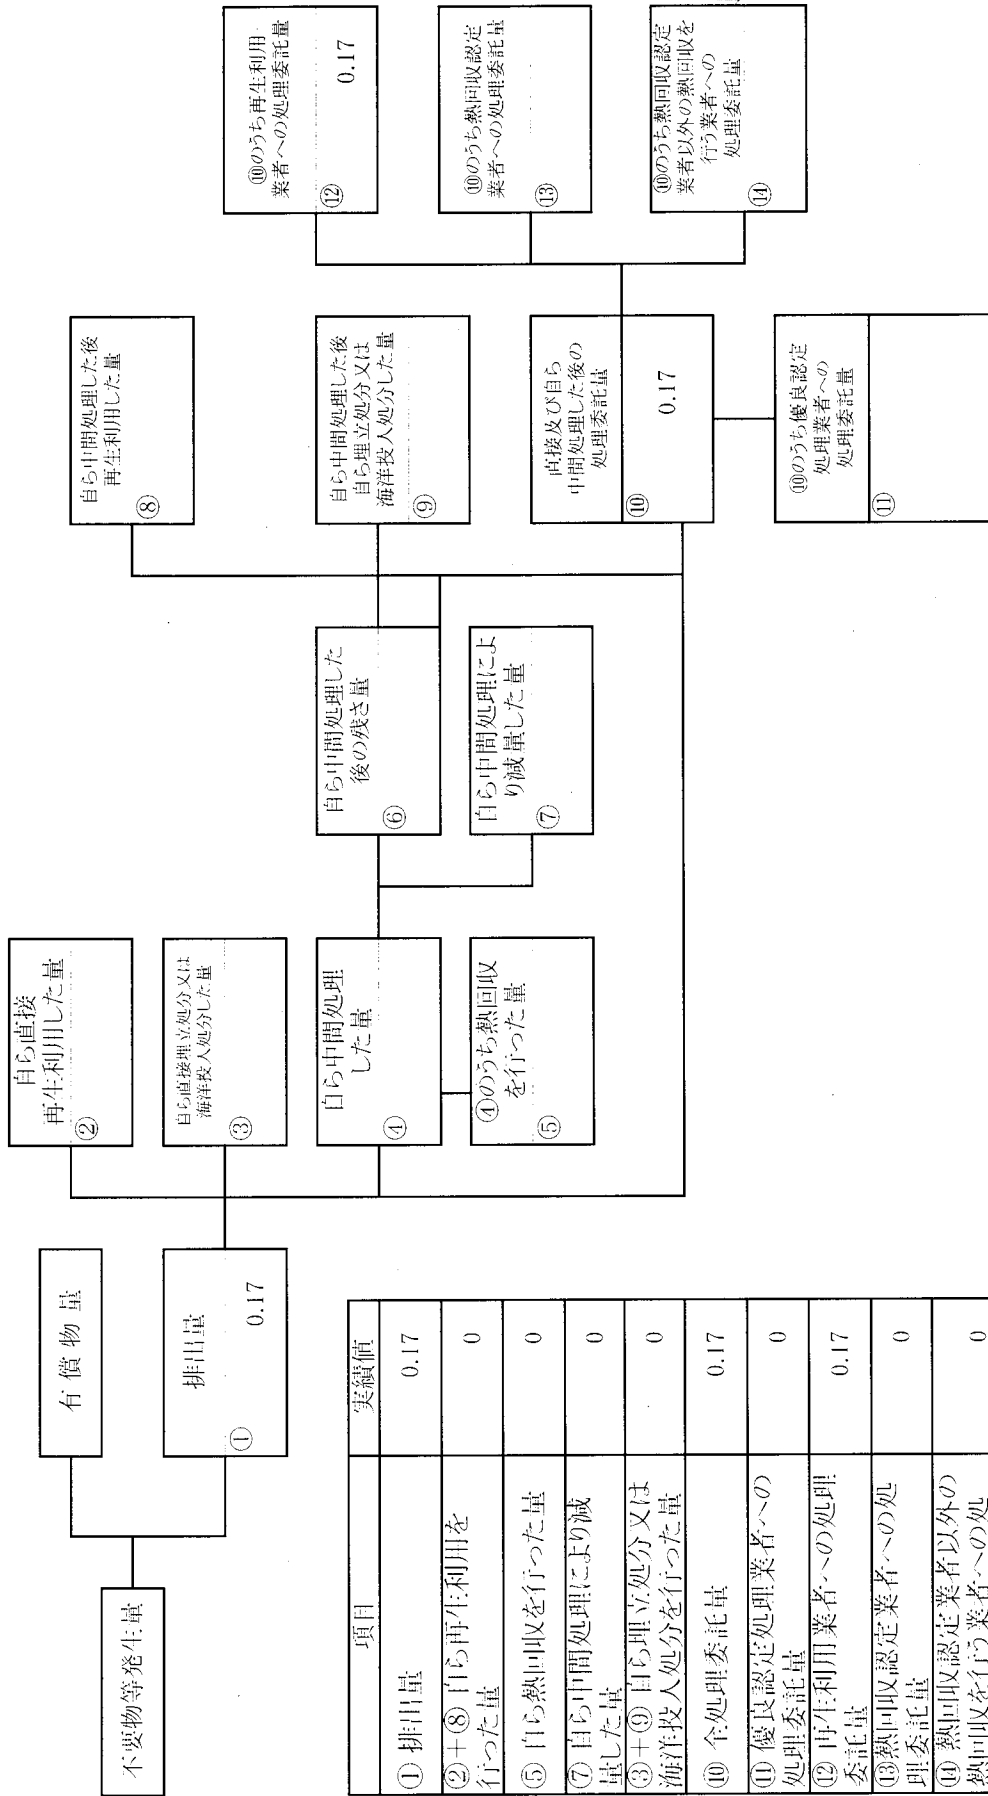 不要物等発生量
有償物量
排出量
①
0.17
自ら直接
再生利用した量
②
自ら直接埋立処分又は
海洋投入処分した量
③
自ら中間処理
した量
④
④のうち熱回収
を行った量
⑤
自ら中間処理した
後の残さ量
⑥
自ら中間処理によ
り減量した量
⑦
自ら中間処理した後
再生利用した量
⑧
自ら中間処理した後
自ら埋立処分又は
海洋投入処分した量
⑨
直接及び自ら
中間処理した後の
処理委託量
⑩
0.17
⑩のうち優良認定
処理業者への
処理委託量
⑪
⑩のうち再生利用
業者への処理委託量
⑫
0.17
⑩のうち熱回収認定
業者への処理委託量
⑬
⑩のうち熱回収認定
業者以外の熱回収を
行う業者への
処理委託量
⑭
項目 実績値
①排出量 0.17
②+⑧ 自ら再生利用を
行った量 0
⑤ 自ら熱回収を行った量 0
⑦ 自ら中間処理により減
量した量 0
③+⑨ 自ら埋立処分又は
海洋投入処分を行った量 0
⑩ 全処理委託量 0.17
⑪ 優良認定処理業者への
処理委託量 0
⑫ 再生利用業者への処理
委託量 0.17
⑬熱回収認定業者への処
理委託量 0
⑭ 熱回収認定業者以外の
熱回収を行う業者への処 0